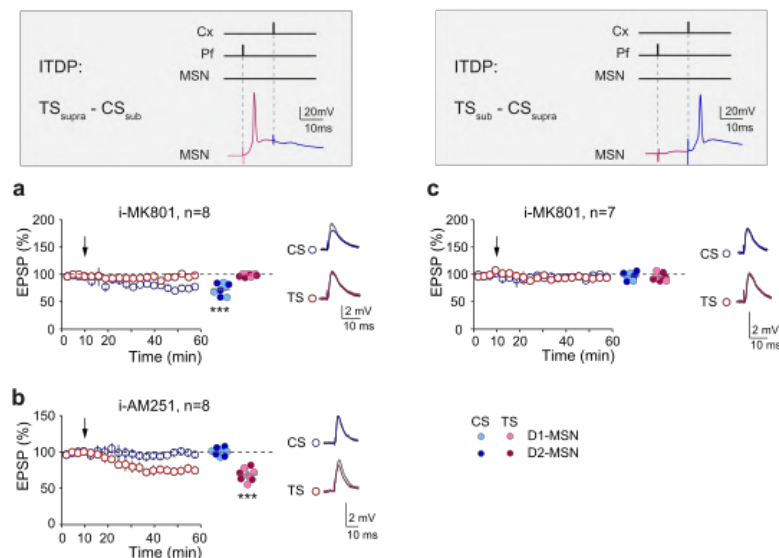 Cx
Pf
ITDP:
MSN
TSsupra - CSsub
20mV
10ms
MSN
Cx
Pf
ITDP:
MSN
TSsub - CSsupra
20mV
10ms
MSN
a
i-MK801, n=8
200
150
100
50
0
EPSP (%)
0 10 20 40 60
Time (min)
***
CS
TS
2 mV
10 ms
c
i-MK801, n=7
200
150
100
50
0
EPSP (%)
0 10 20 40 60
Time (min)
CS
TS
2 mV
10 ms
b
i-AM251, n=8
150
100
50
0
EPSP (%)
0 10 20 40 60
Time (min)
***
CS
TS
2 mV
10 ms
CS TS
D1-MSN
D2-MSN